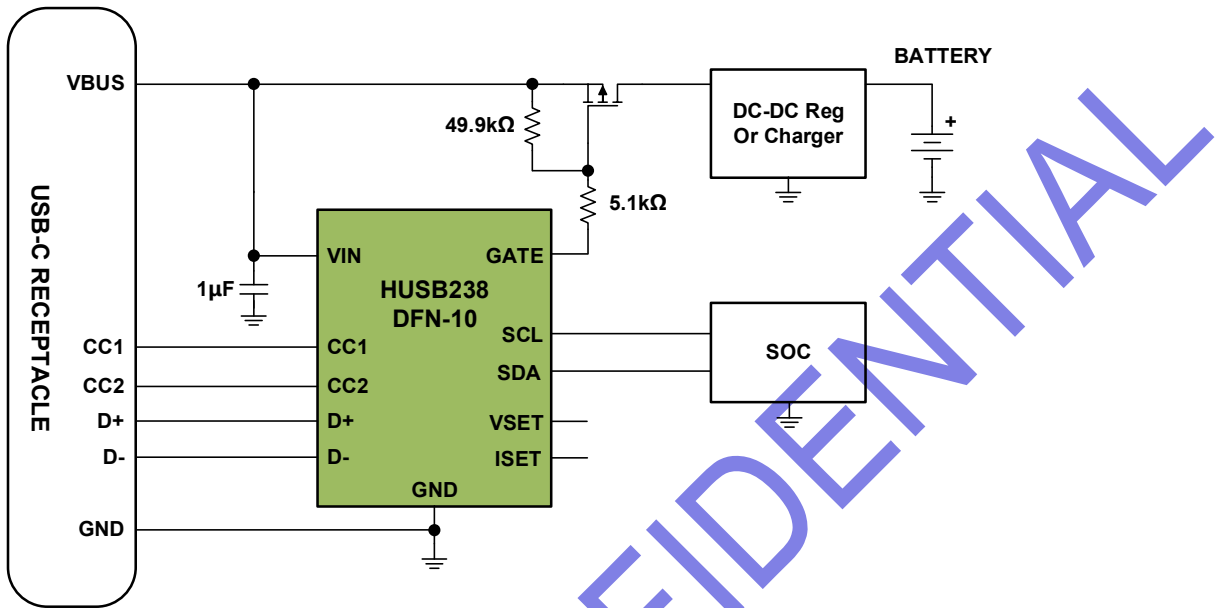 USB-C RECEPTACLE
VBUS
CC1
CC2
D+
D-
GND
1μF
49.9kΩ
5.1kΩ
VIN
GATE
HUSB238
DFN-10
CC1
CC2
D+
D-
SCL
SDA
VSET
ISET
GND
DC-DC Reg
Or Charger
BATTERY
+
SOC
FIDENTIAL